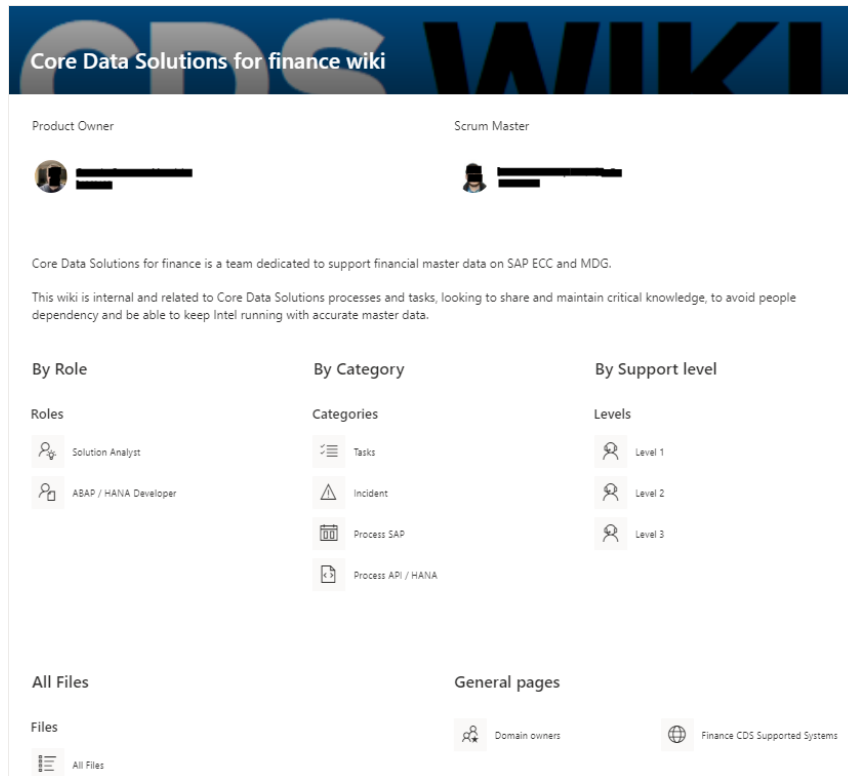 CDS WIKI
Core Data Solutions for finance wiki
Product Owner
Scrum Master
Core Data Solutions for finance is a team dedicated to support financial master data on SAP ECC and MDG.
This wiki is internal and related to Core Data Solutions processes and tasks, looking to share and maintain critical knowledge, to avoid people
dependency and be able to keep Intel running with accurate master data.
By Role
Roles
Solution Analyst
ABAP / HANA Developer
By Category
Categories
Tasks
Incident
Process SAP
Process API / HANA
By Support level
Levels
Level 1
Level 2
Level 3
All Files
Files
All Files
General pages
Domain owners
Finance CDS Supported Systems